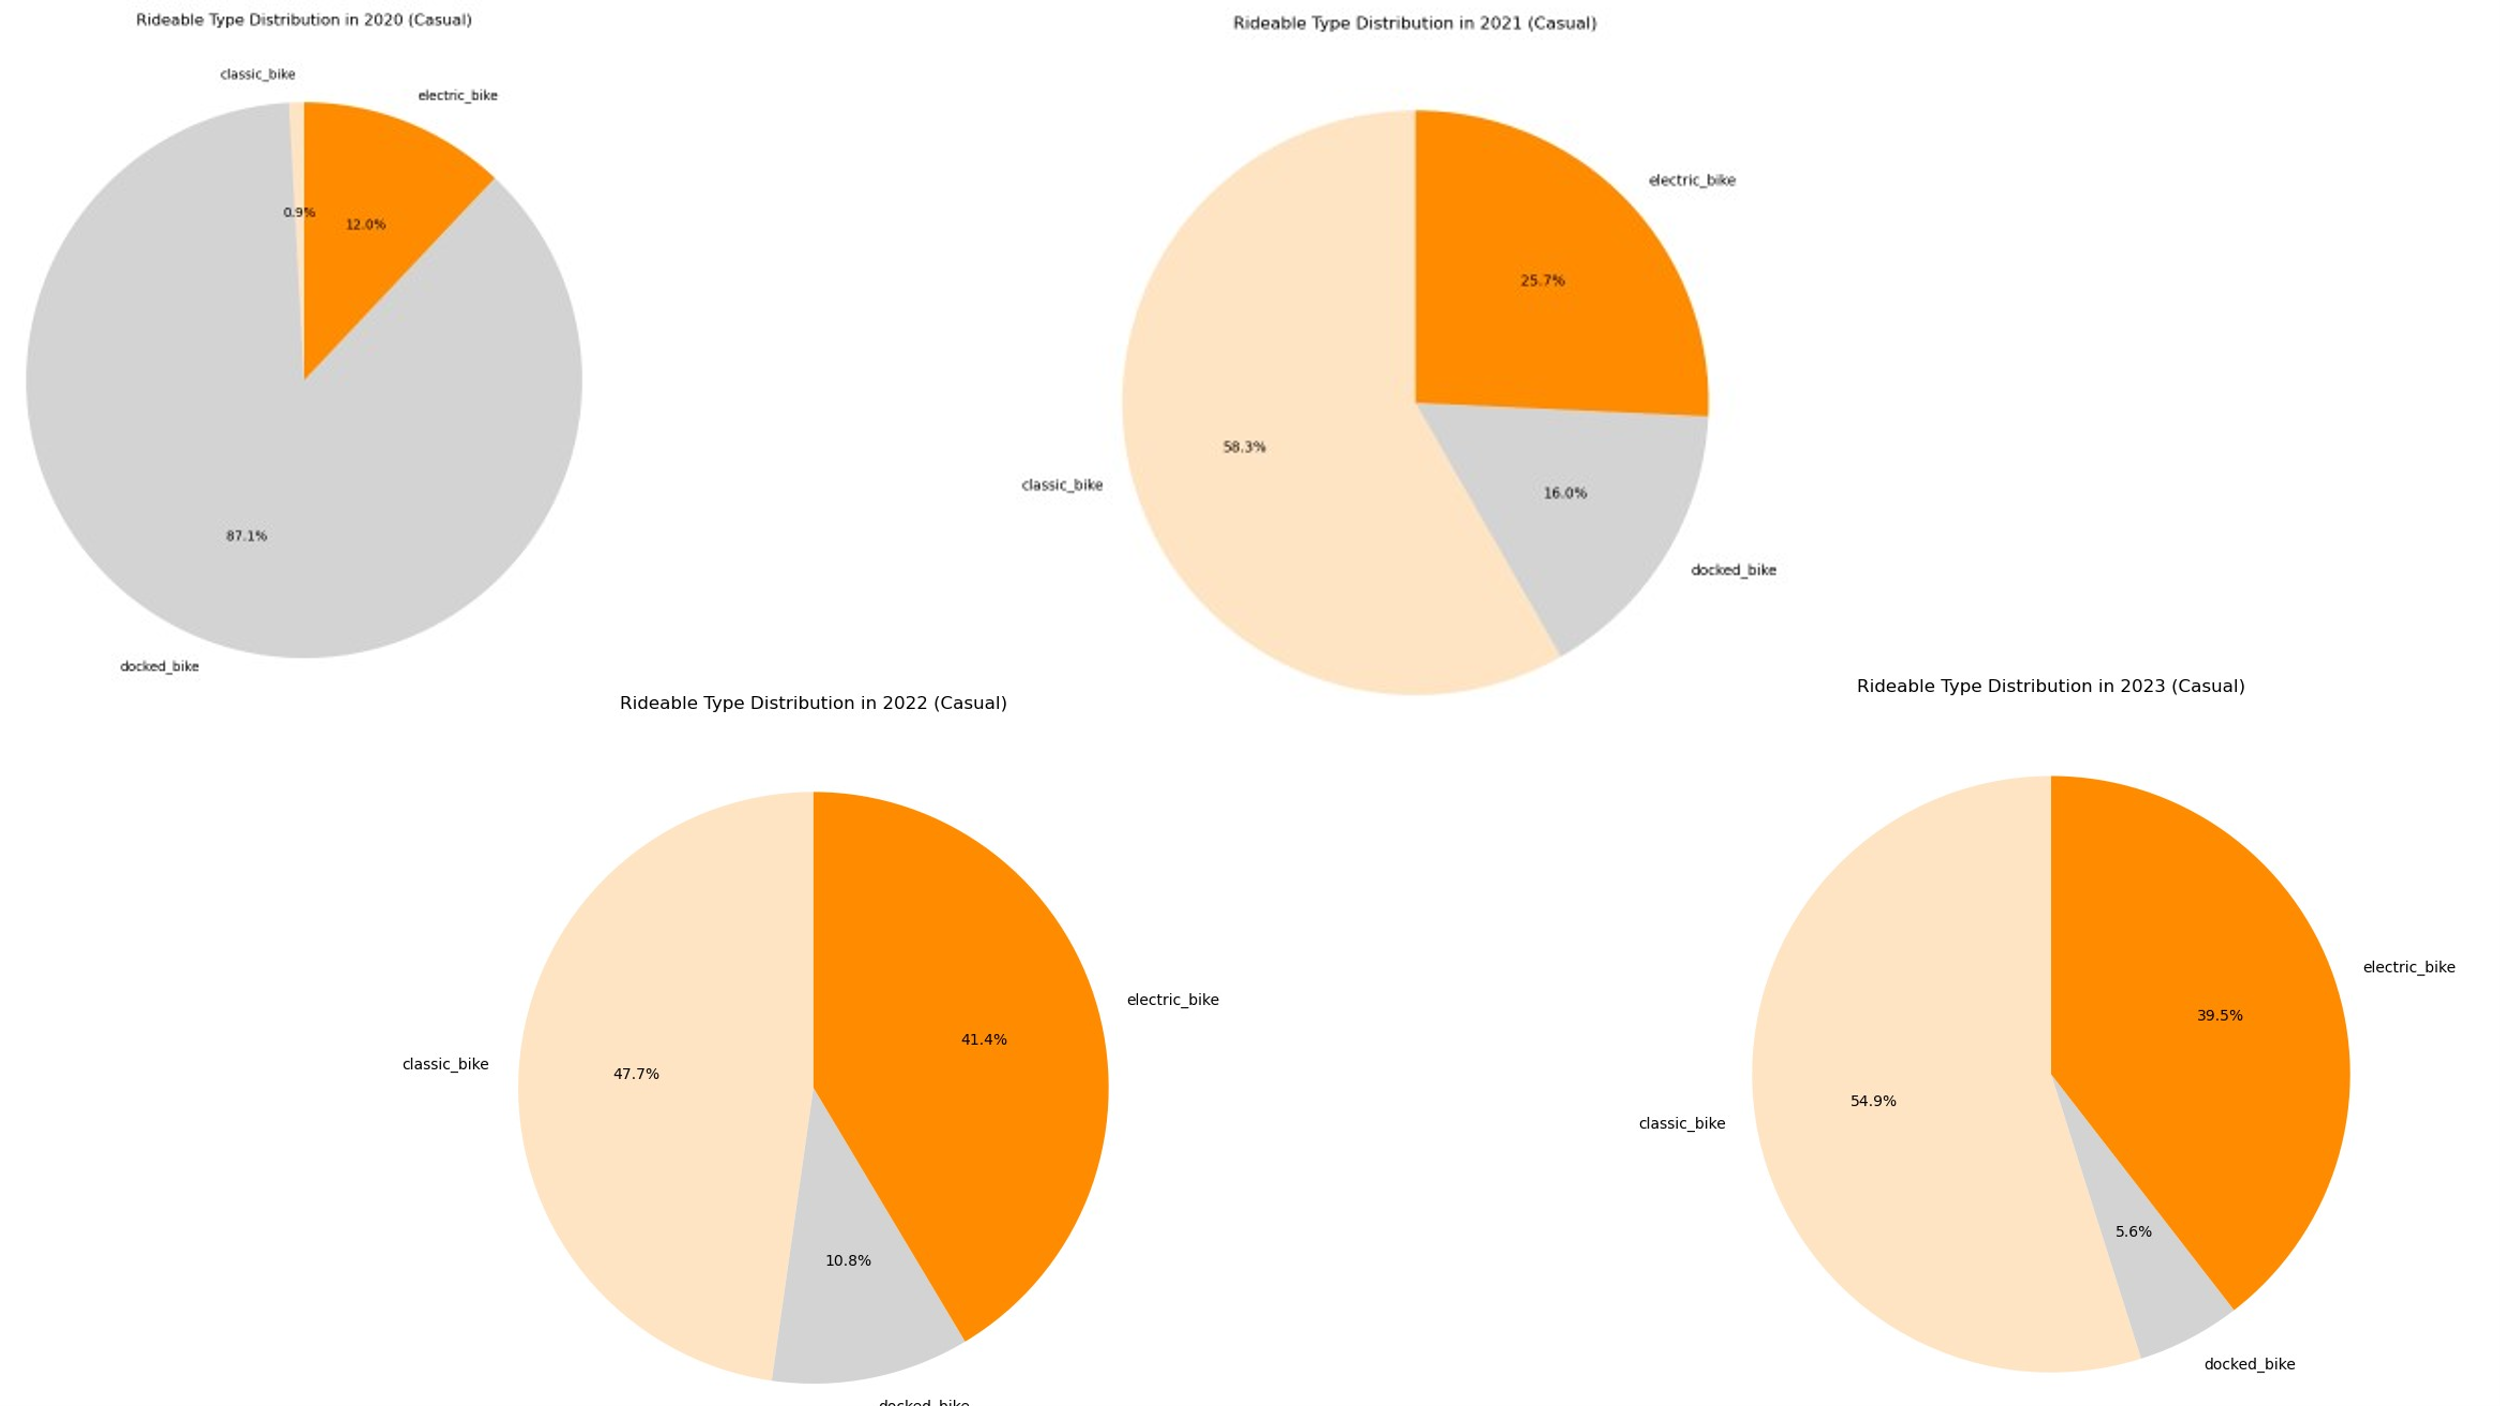 Rideable Type Distribution in 2020 (Casual)
classic_bike
electric_bike
0.9%
12.0%
87.1%
docked_bike
Rideable Type Distribution in 2021 (Casual)
electric_bike
25.7%
58.3%
classic_bike
16.0%
docked_bike
Rideable Type Distribution in 2022 (Casual)
electric_bike
41.4%
classic_bike
47.7%
10.8%
docked_bike
Rideable Type Distribution in 2023 (Casual)
electric_bike
39.5%
54.9%
classic_bike
5.6%
docked_bike